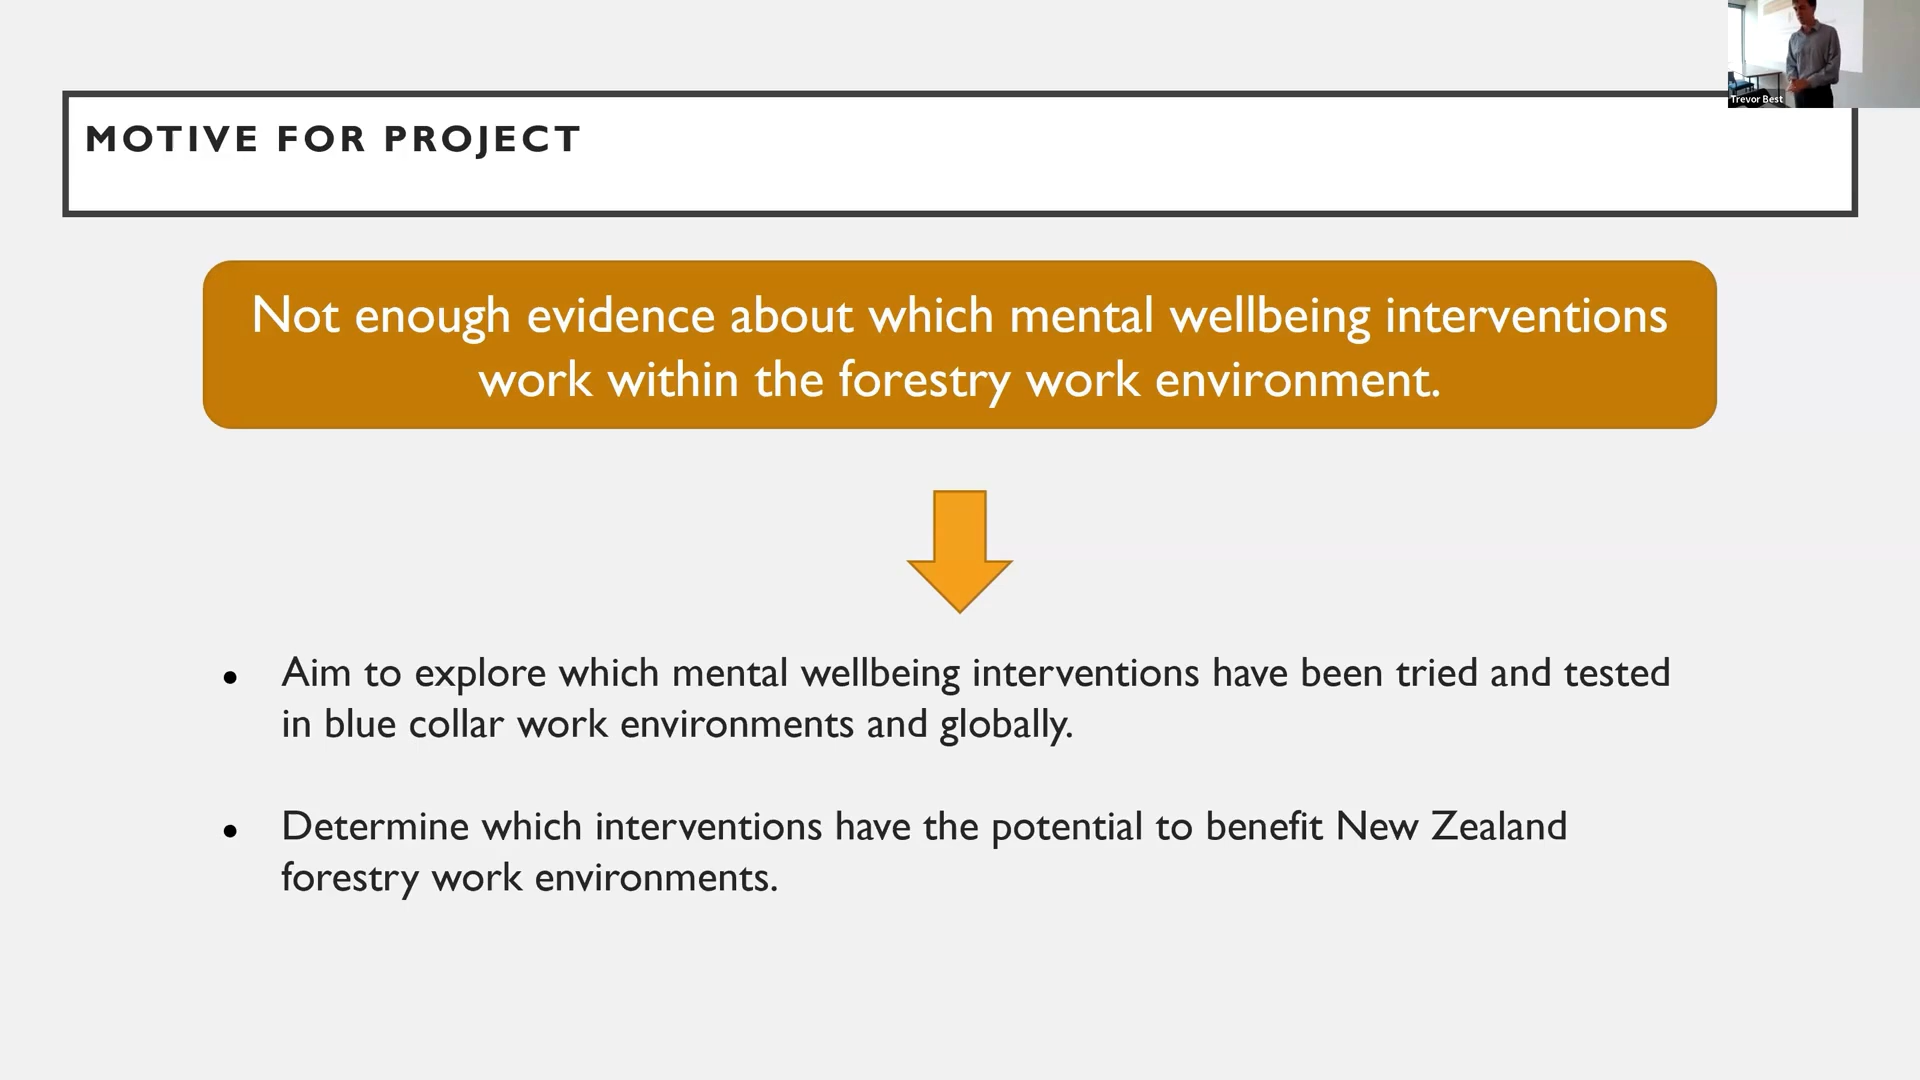 Trevor Best
MOTIVE FOR PROJECT
Not enough evidence about which mental wellbeing interventions
work within the forestry work environment.
• Aim to explore which mental wellbeing interventions have been tried and tested
in blue collar work environments and globally.
• Determine which interventions have the potential to benefit New Zealand
forestry work environments.